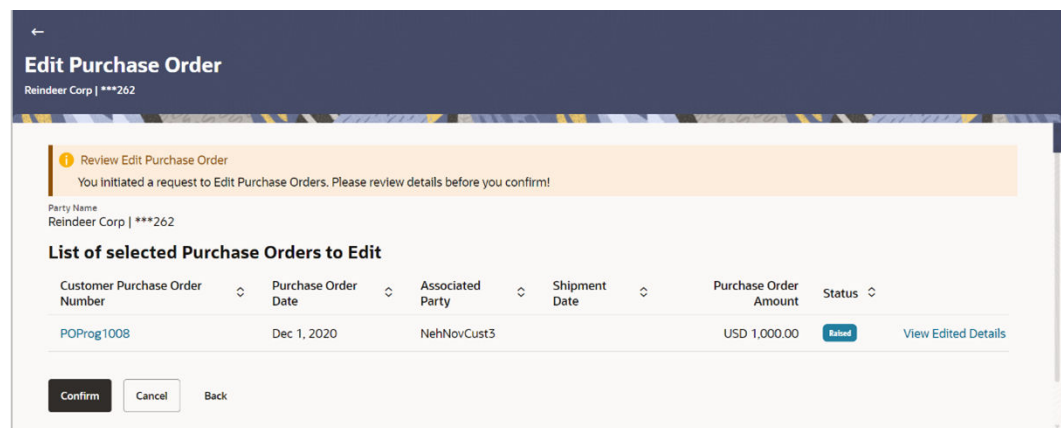 ←
Edit Purchase Order
Reindeer Corp | ***262
Review Edit Purchase Order
You initiated a request to Edit Purchase Orders. Please review details before you confirm!
Party Name
Reindeer Corp | ***262
List of selected Purchase Orders to Edit
Customer Purchase Order Number Purchase Order Date Associated Party Shipment Date Purchase Order Amount Status
POProg1008 Dec 1, 2020 NehNovCust3 USD 1,000.00 Raised View Edited Details
Confirm Cancel Back